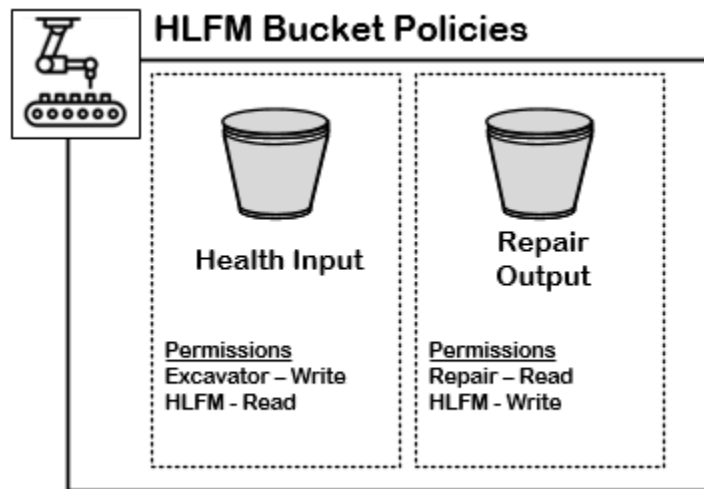 HLFM Bucket Policies
Health Input
Permissions
Excavator – Write
HLFM - Read
Repair
Output
Permissions
Repair – Read
HLFM - Write